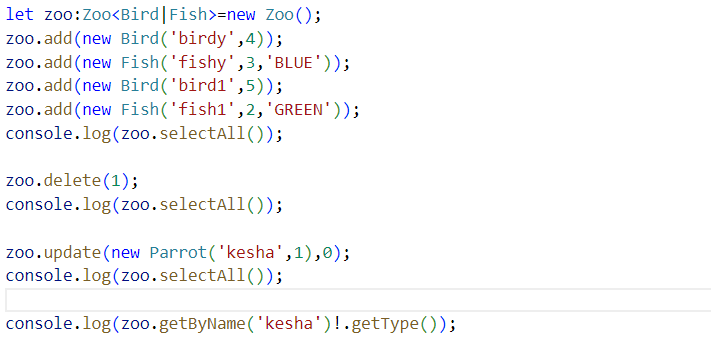 let zoo:Zoo<Bird|Fish>=new Zoo();
zoo.add(new Bird('birdy',4));
zoo.add(new Fish('fishy',3,'BLUE'));
zoo.add(new Bird('bird1',5));
zoo.add(new Fish('fish1',2,'GREEN'));
console.log(zoo.selectAll());
zoo.delete(1);
console.log(zoo.selectAll());
zoo.update(new Parrot('kesha',1),0);
console.log(zoo.selectAll());
console.log(zoo.getByName('kesha')!.getType());